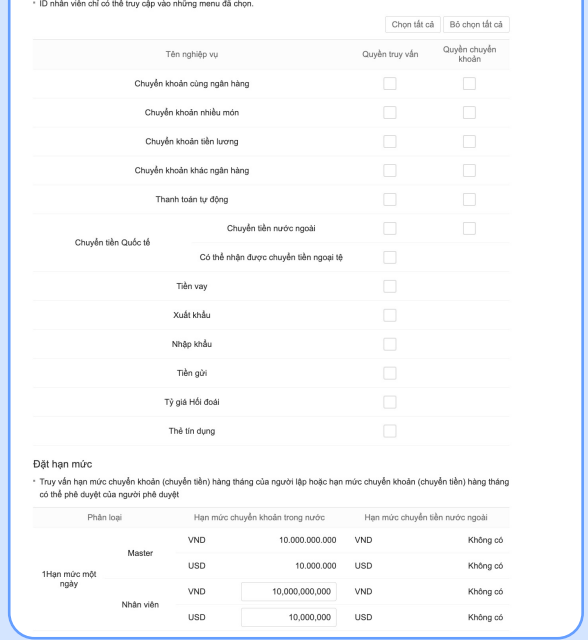 * ID nhân viên chỉ có thể truy cập vào những menu đã chọn.
Chọn tất cả Bỏ chọn tất cả
Tên nghiệp vụ Quyền truy vấn Quyền chuyển khoản
Chuyển khoản cùng ngân hàng
Chuyển khoản nhiều món
Chuyển khoản tiền lương
Chuyển khoản khác ngân hàng
Thanh toán tự động
Chuyển tiền Quốc tế
Chuyển tiền nước ngoài
Có thể nhận được chuyển tiền ngoại tệ
Tiền vay
Xuất khẩu
Nhập khẩu
Tiền gửi
Tỷ giá Hối đoái
Thẻ tín dụng
Đặt hạn mức
* Truy vấn hạn mức chuyển khoản (chuyển tiền) hàng tháng của người lập hoặc hạn mức chuyển khoản (chuyển tiền) hàng tháng
có thể phê duyệt của người phê duyệt
Phân loại Hạn mức chuyển khoản trong nước Hạn mức chuyển tiền nước ngoài
1Hạn mức một
ngày
Master
VND 10.000.000.000 VND Không có
USD 10.000.000 USD Không có
Nhân viên
VND 10,000,000,000 VND Không có
USD 10,000,000 USD Không có